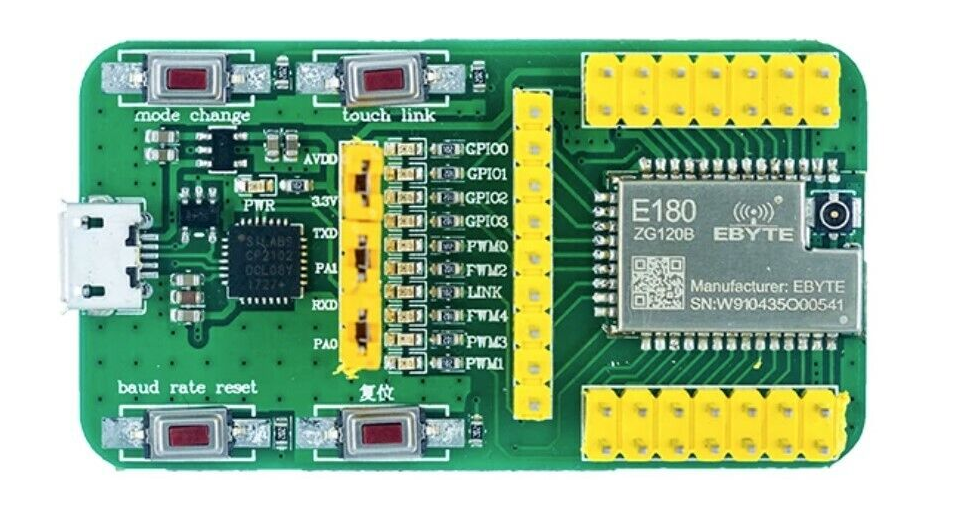 mode change
touch link
AVDD
3.3V
TXD
PA1
RXD
PA0
PWR
GPIO0
GPIO1
GPIO2
GPIO3
PWM0
PWM2
LINK
PWM4
PWM3
PWM1
SILABS
CP2102
DCL08Y
1727+
E180
ZG120B
EBYTE
Manufacturer: EBYTE
SN:W910435O00541
baud rate reset
复位